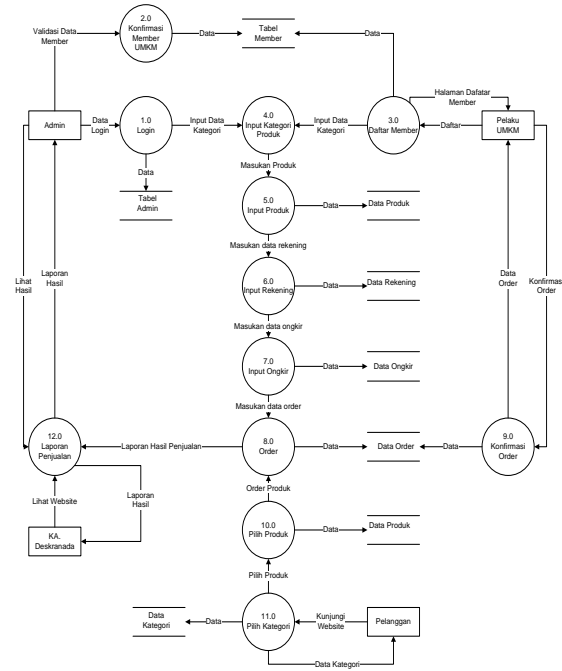 Validasi Data
Member
2.0
Konfirmasi
Member
UMKM
Data
Tabel
Member
Data
Halaman Dafatar
Member
Admin
Data
Login
1.0
Login
Input Data
Kategori
4.0
Input Kategori
Produk
Input Data
Kategori
3.0
Daftar Member
Daftar
Pelaku
UMKM
Data
Tabel
Admin
Masukan Produk
5.0
Input Produk
Data
Data Produk
Masukan data rekening
Lihat
Hasil
Laporan
Hasil
6.0
Input Rekening
Data
Data Rekening
Data
Order
Konfirmas
Order
Masukan data ongkir
7.0
Input Ongkir
Data
Data Ongkir
Masukan data order
12.0
Laporan
Penjualan
Laporan Hasil Penjualan
8.0
Order
Data
Data Order
Data
9.0
Konfirmasi
Order
Lihat Website
Laporan
Hasil
Order Produk
KA.
Deskranada
10.0
Pilih Produk
Data
Data Produk
Pilih Produk
Data
Kategori
Data
11.0
Pilih Kategori
Kunjungi
Website
Pelanggan
Data Kategori